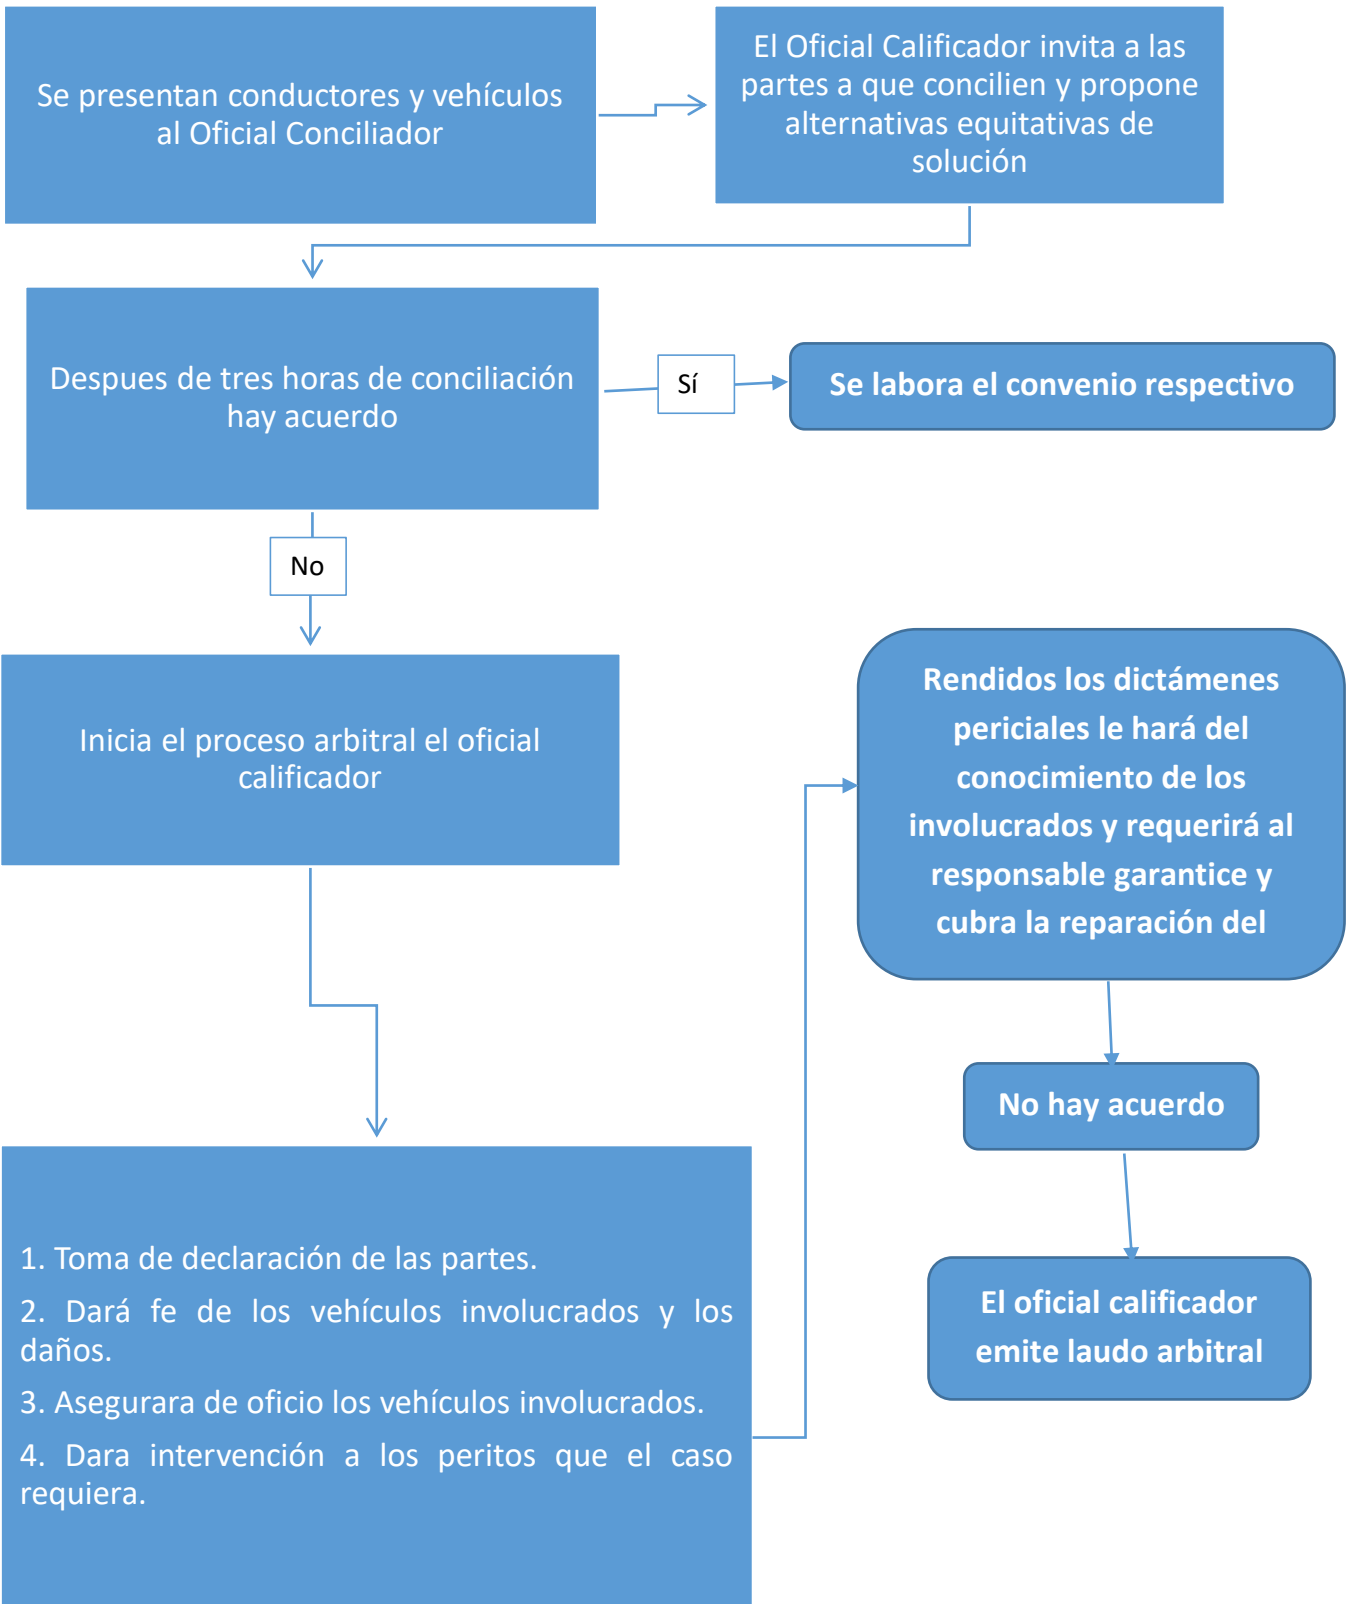 Se presentan conductores y vehículos
al Oficial Conciliador
El Oficial Calificador invita a las
partes a que concilien y propone
alternativas equitativas de
solución
Despues de tres horas de conciliación
hay acuerdo
Sí
Se labora el convenio respectivo
No
Inicia el proceso arbitral el oficial
calificador
1. Toma de declaración de las partes.
2. Dará fe de los vehículos involucrados y los
daños.
3. Asegurara de oficio los vehículos involucrados.
4. Dara intervención a los peritos que el caso
requiera.
Rendidos los dictámenes
periciales le hará del
conocimiento de los
involucrados y requerirá al
responsable garantice y
cubra la reparación del
No hay acuerdo
El oficial calificador
emite laudo arbitral